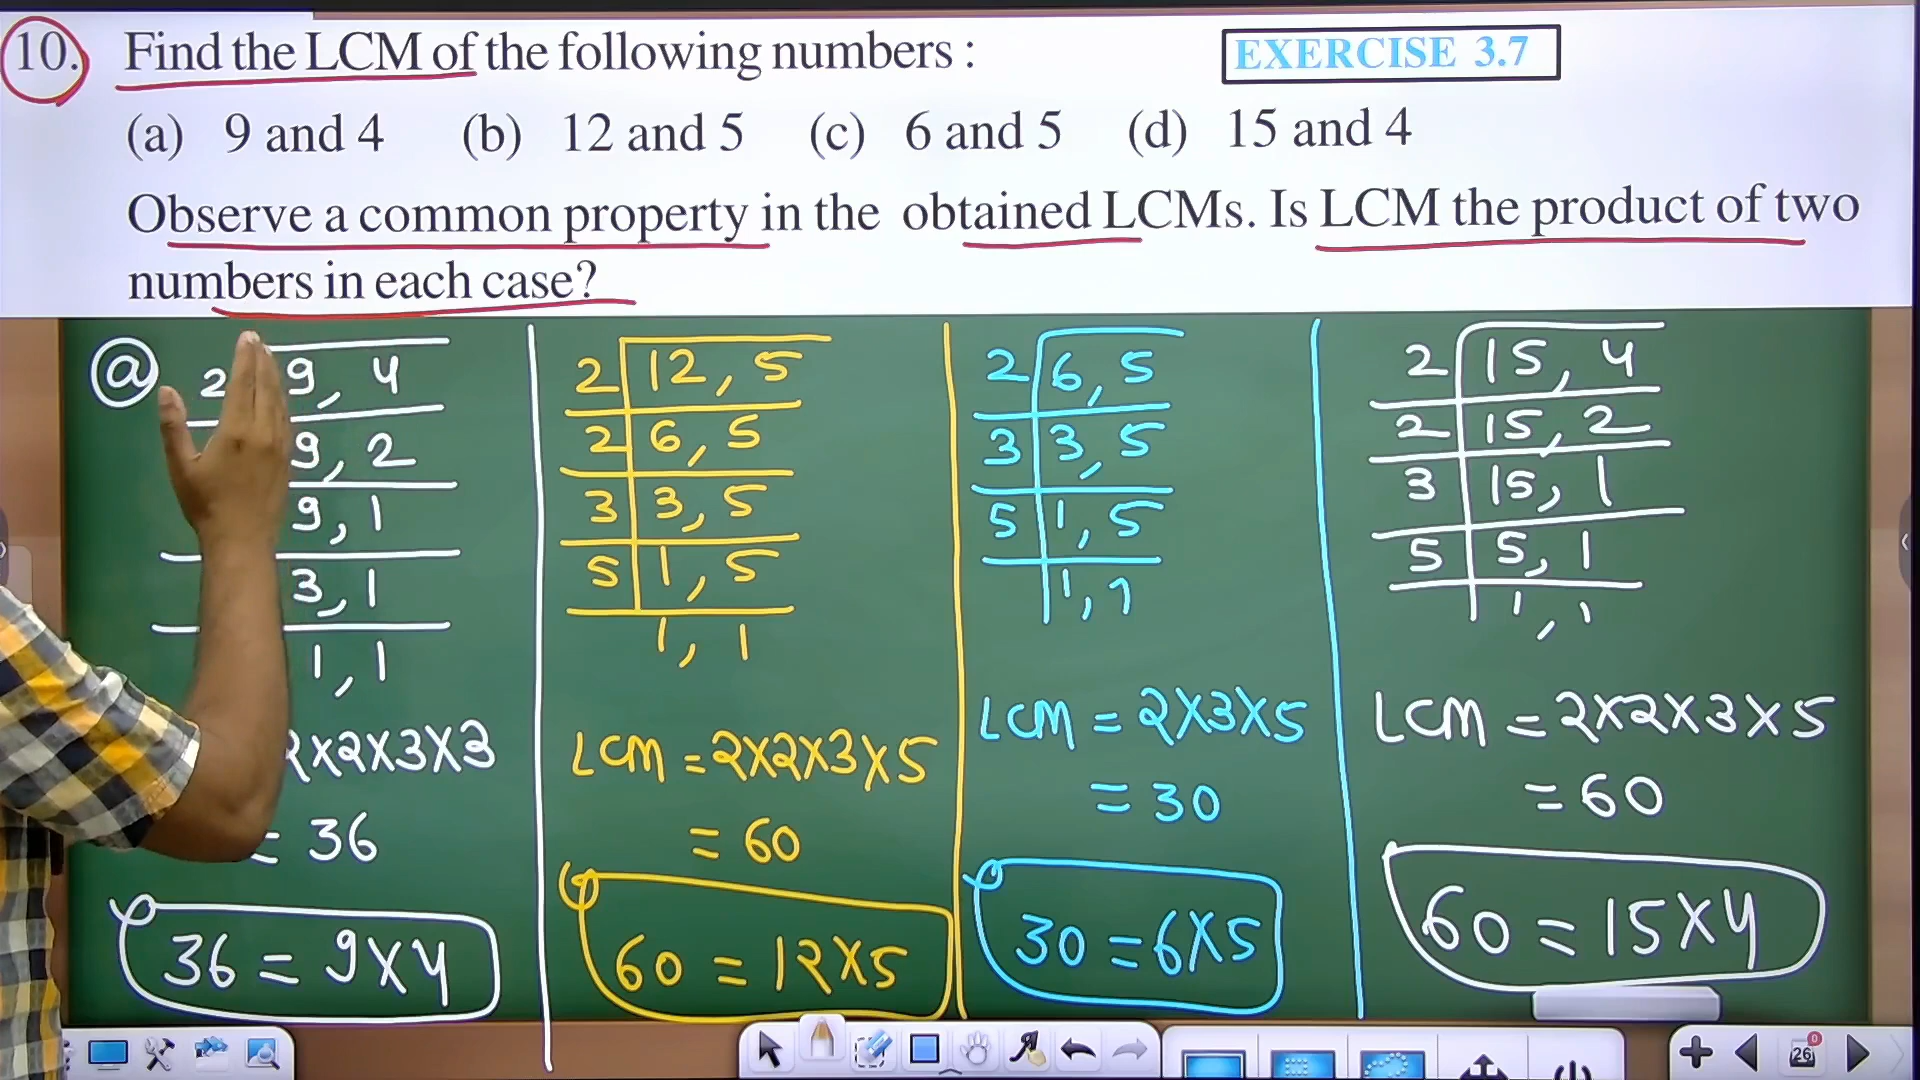 10. Find the LCM of the following numbers :
EXERCISE 3.7
(a) 9 and 4 (b) 12 and 5 (c) 6 and 5 (d) 15 and 4
Observe a common property in the obtained LCMs. Is LCM the product of two
numbers in each case?
a
2 9, 4
9, 2
9, 1
3, 1
1, 1
2X2X3X3
= 36
36 = 9X4
2 12, 5
2 6, 5
3 3, 5
5 1, 5
1, 1
LCM = 2X2X3X5
= 60
60 = 12X5
2 6, 5
3 3, 5
5 1, 5
1, 1
LCM = 2X3X5
= 30
30 = 6X5
2 15, 4
2 15, 2
3 15, 1
5 5, 1
1, 1
LCM = 2X2X3X5
= 60
60 = 15X4
26
0